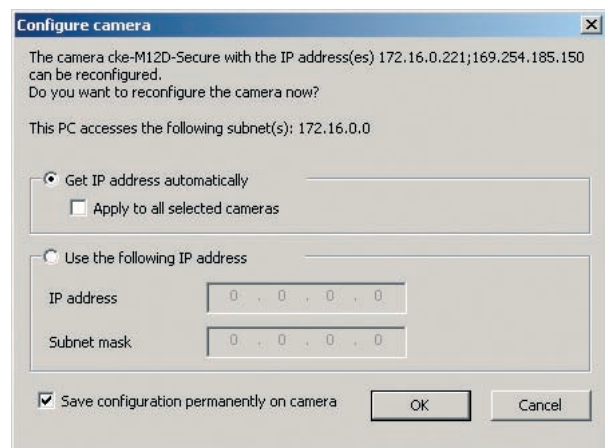 Configure camera
The camera cke-M12D-Secure with the IP address(es) 172.16.0.221;169.254.185.150
can be reconfigured.
Do you want to reconfigure the camera now?
This PC accesses the following subnet(s): 172.16.0.0
Get IP address automatically
Apply to all selected cameras
Use the following IP address
IP address 0 . 0 . 0 . 0
Subnet mask 0 . 0 . 0 . 0
Save configuration permanently on camera OK Cancel